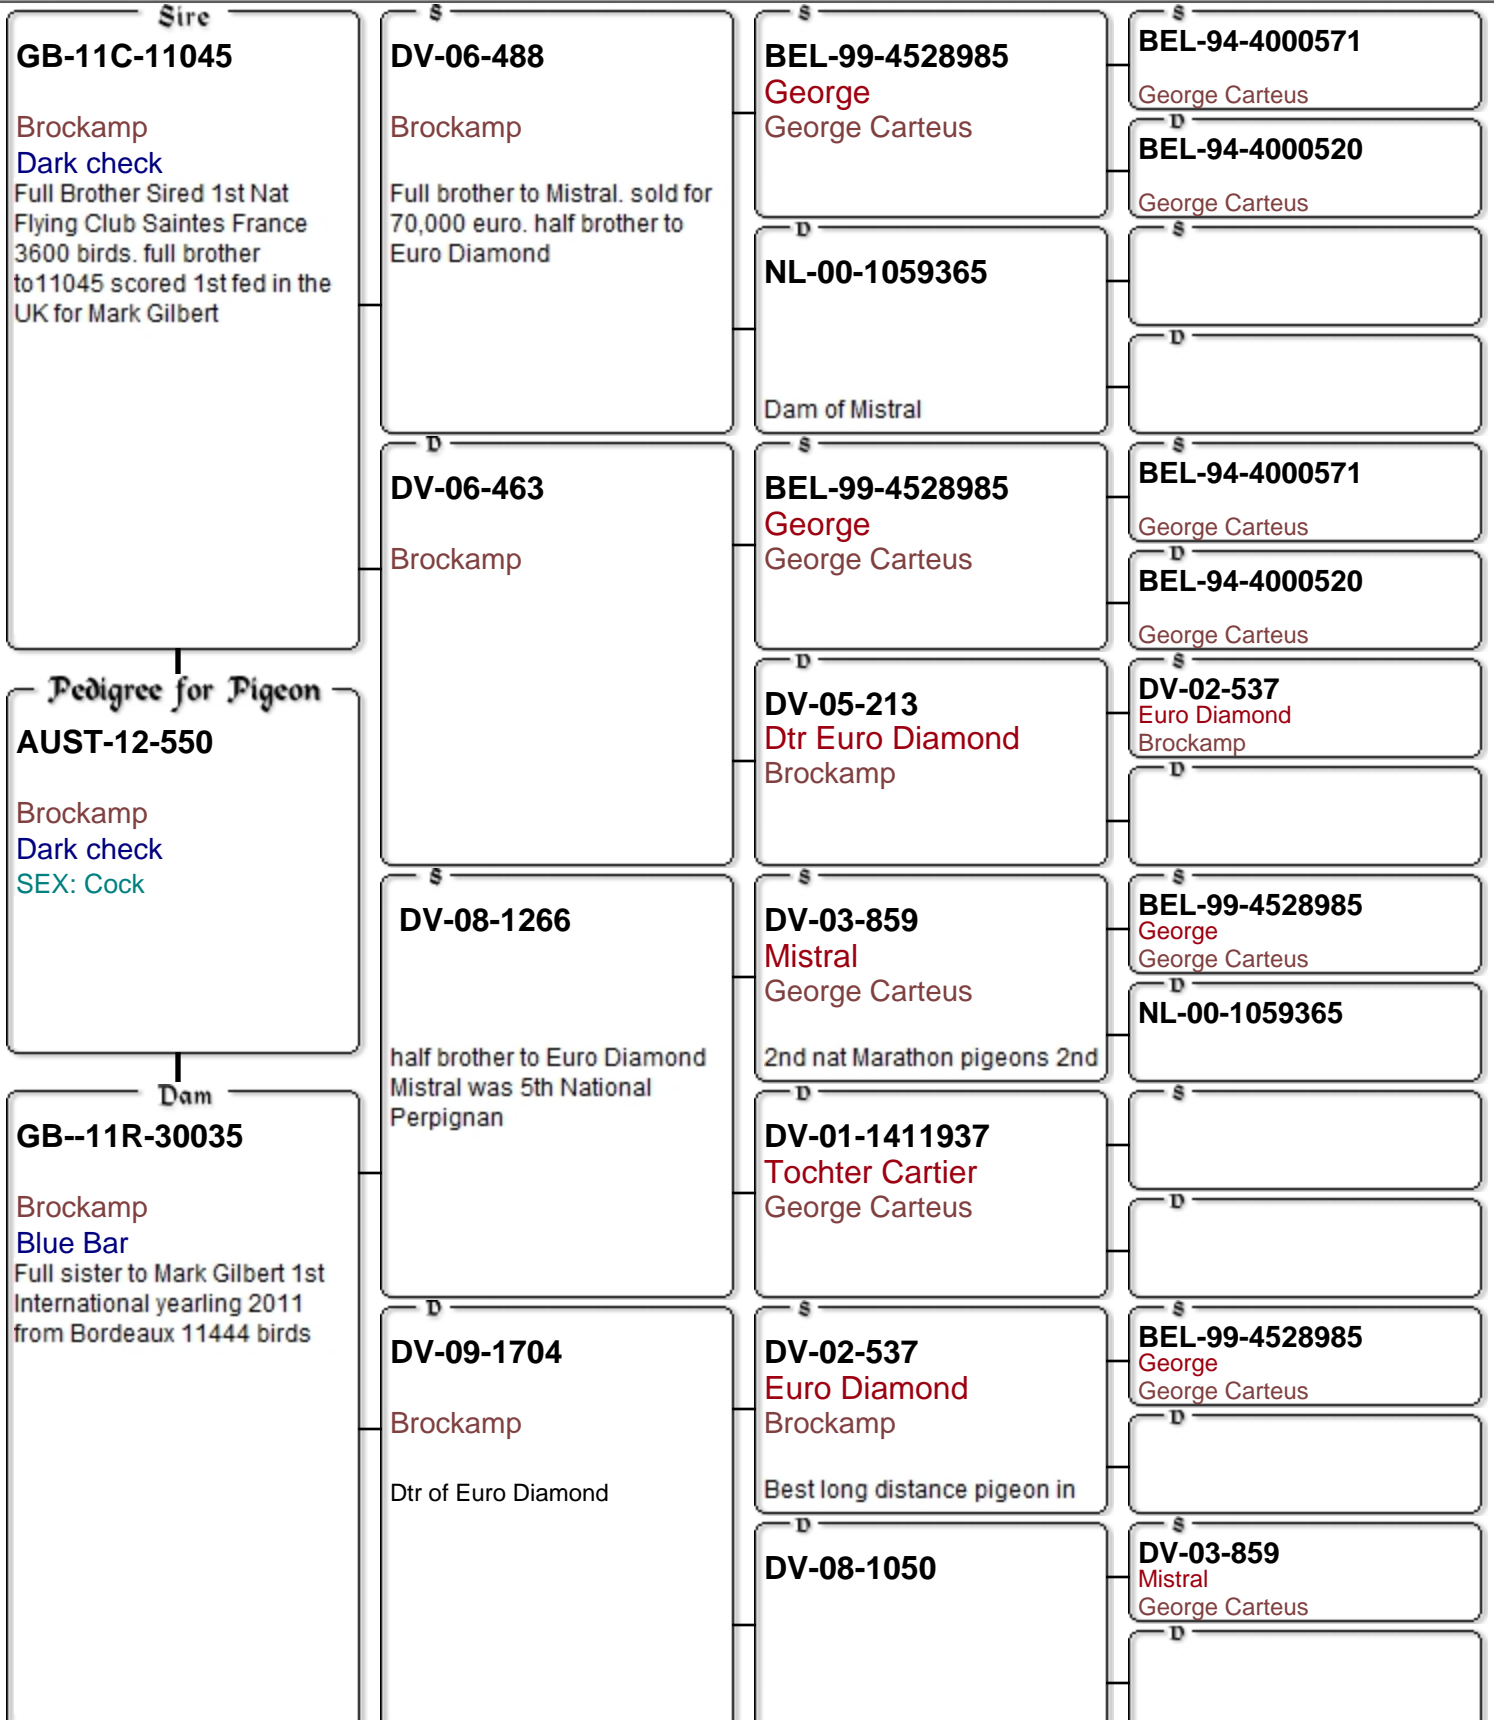 Sire
GB-11C-11045
Brockamp
Dark check
Full Brother Sired 1st Nat
Flying Club Saintes France
3600 birds. full brother
to11045 scored 1st fed in the
UK for Mark Gilbert
Pedigree for Pigeon
AUST-12-550
Brockamp
Dark check
SEX: Cock
Dam
GB--11R-30035
Brockamp
Blue Bar
Full sister to Mark Gilbert 1st
International yearling 2011
from Bordeaux 11444 birds
S
DV-06-488
Brockamp
Full brother to Mistral. sold for
70,000 euro. half brother to
Euro Diamond
D
DV-06-463
Brockamp
S
DV-08-1266
half brother to Euro Diamond
Mistral was 5th National
Perpignan
D
DV-09-1704
Brockamp
Dtr of Euro Diamond
S
BEL-99-4528985
George
George Carteus
D
NL-00-1059365
Dam of Mistral
S
BEL-99-4528985
George
George Carteus
D
DV-05-213
Dtr Euro Diamond
Brockamp
S
DV-03-859
Mistral
George Carteus
2nd nat Marathon pigeons 2nd
D
DV-01-1411937
Tochter Cartier
George Carteus
S
DV-02-537
Euro Diamond
Brockamp
Best long distance pigeon in
D
DV-08-1050
S
BEL-94-4000571
George Carteus
D
BEL-94-4000520
George Carteus
S
D
S
BEL-94-4000571
George Carteus
D
BEL-94-4000520
George Carteus
S
DV-02-537
Euro Diamond
Brockamp
D
S
BEL-99-4528985
George
George Carteus
D
NL-00-1059365
S
D
S
BEL-99-4528985
George
George Carteus
D
S
DV-03-859
Mistral
George Carteus
D